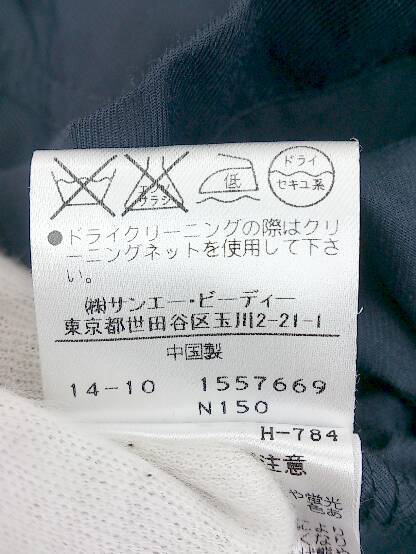 エンソ
サラシ
低
ドライ
セキユ系
●ドライクリーニングの際はクリ
ーニングネットを使用して下さ
い。
㈱サンエー・ビーディー
東京都世田谷区玉川2-21-1
中国製
14-10 1557669
N150
H-784
注意